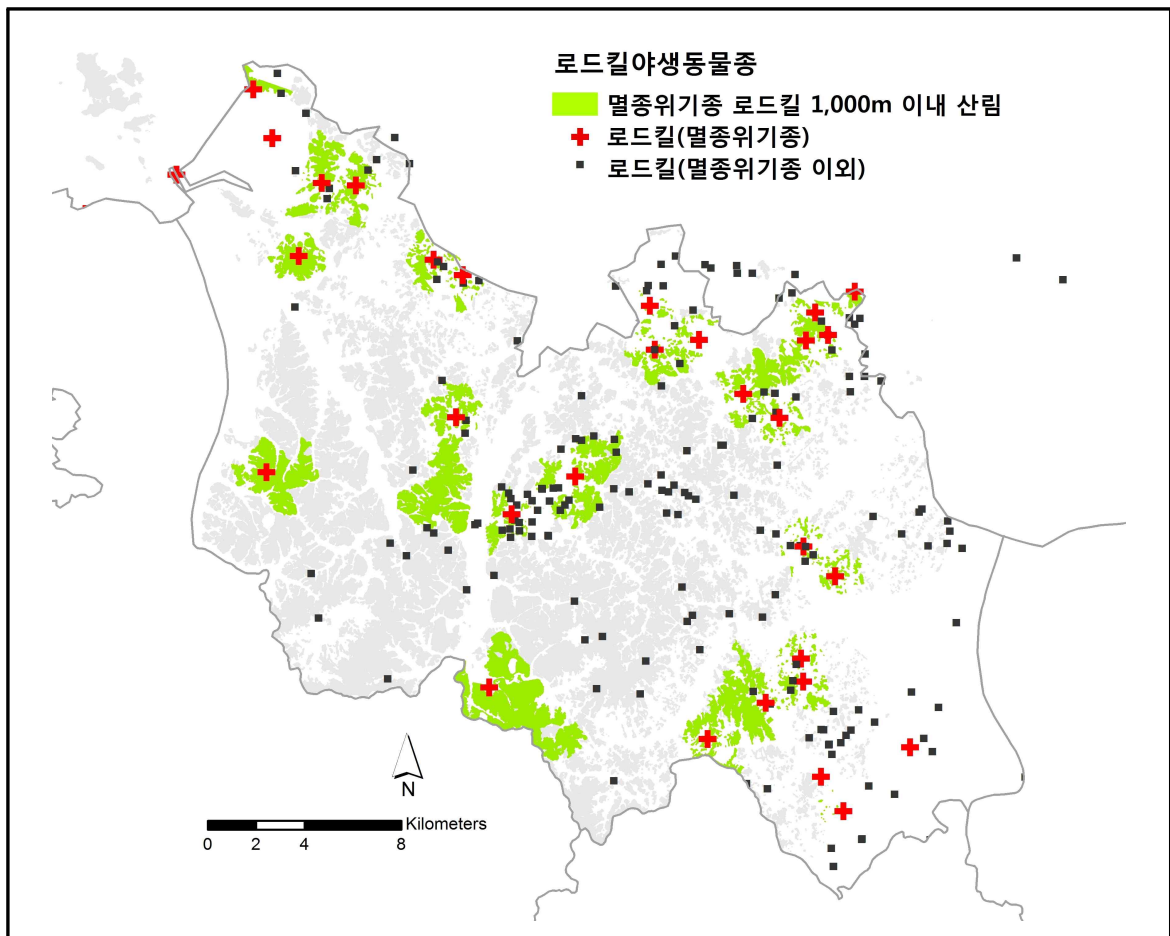 로드킬야생동물종
멸종위기종 로드킬 1,000m 이내 산림
로드킬(멸종위기종)
로드킬(멸종위기종 이외)
N
Kilometers
0 2 4 8